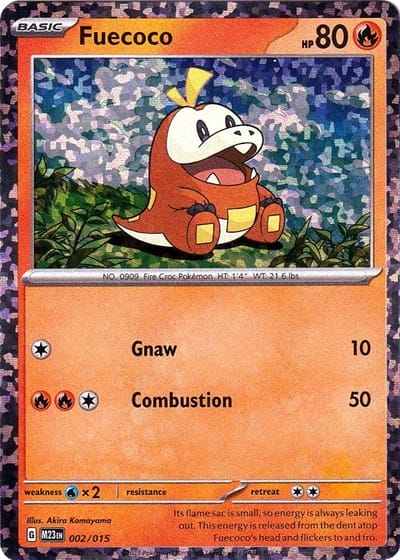 BASIC
Fuecoco
HP 80
NO. 0909 Fire Croc Pokémon HT: 1'4" WT: 21.6 lbs.
Gnaw 10
Combustion 50
weakness ×2 resistance retreat
Illus. Akira Komayama
G M23 EN 002/015
Its flame sac is small, so energy is always leaking
out. This energy is released from the dent atop
Fuecoco's head and flickers to and fro.